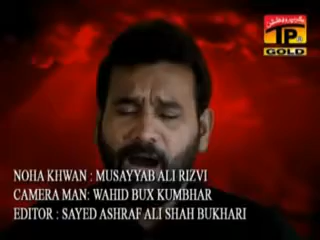 TP
GOLD
NOHA KHWAN : MUSAYYAB ALI RIZVI
CAMERA MAN: WAHID BUX KUMBHAR
EDITOR : SAYED ASHRAF ALI SHAH BUKHARI